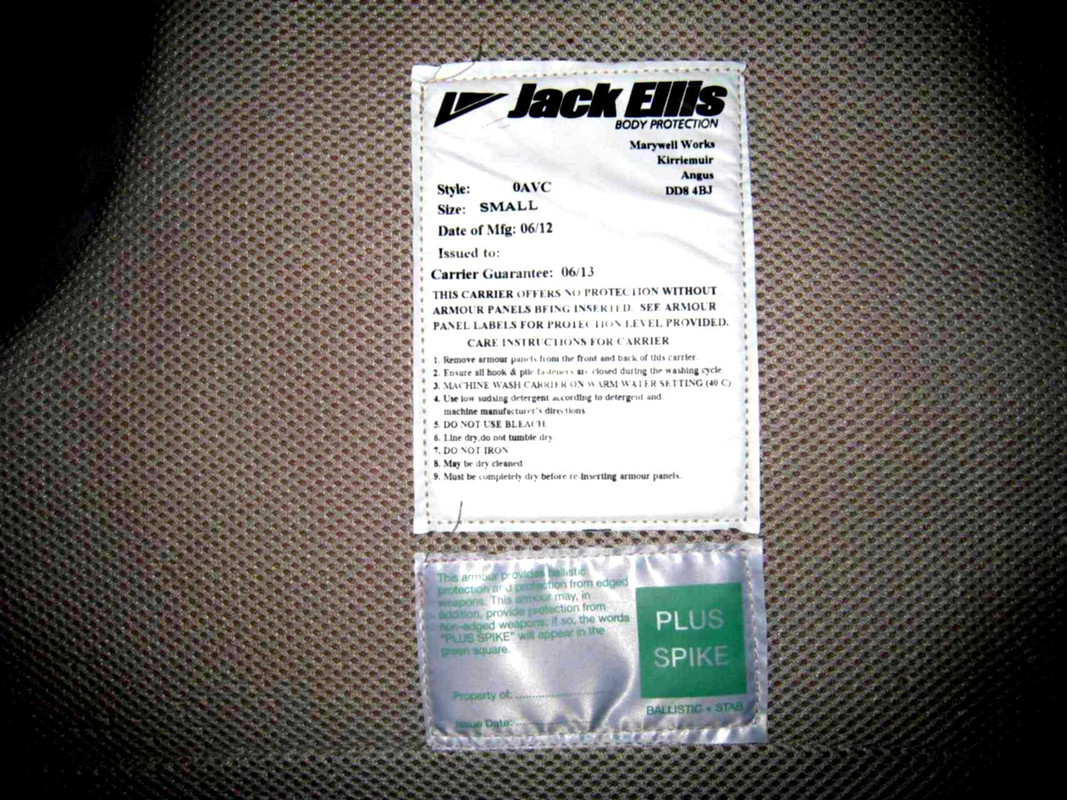 Jack Ellis
BODY PROTECTION
Marywell Works
Kirriemuir
Angus
DD8 4BJ
Style: 0AVC
Size: SMALL
Date of Mfg: 06/12
Issued to:
Carrier Guarantee: 06/13
THIS CARRIER OFFERS NO PROTECTION WITHOUT
ARMOUR PANELS BEING INSERTED. SEE ARMOUR
PANEL LABELS FOR PROTECTION LEVEL PROVIDED.
CARE INSTRUCTIONS FOR CARRIER
1. Remove armour panels from the front and back of this carrier.
2. Ensure all hook & pile fasteners are closed during the washing cycle.
3. MACHINE WASH CARRIER ON WARM WATER SETTING (40 C)
4. Use low sudsing detergent according to detergent and
machine manufacturer's directions.
5. DO NOT USE BLEACH.
6. Line dry,do not tumble dry
7. DO NOT IRON
8. May be dry cleaned
9. Must be completely dry before re-inserting armour panels.
This armour provides ballistic
protection and protection from edged
weapons. This armour may, in
addition, provide protection from
non-edged weapons; if so, the words
"PLUS SPIKE" will appear in the
green square.
PLUS
SPIKE
Property of: ........................
Issue Date: ........................
BALLISTIC + STAB